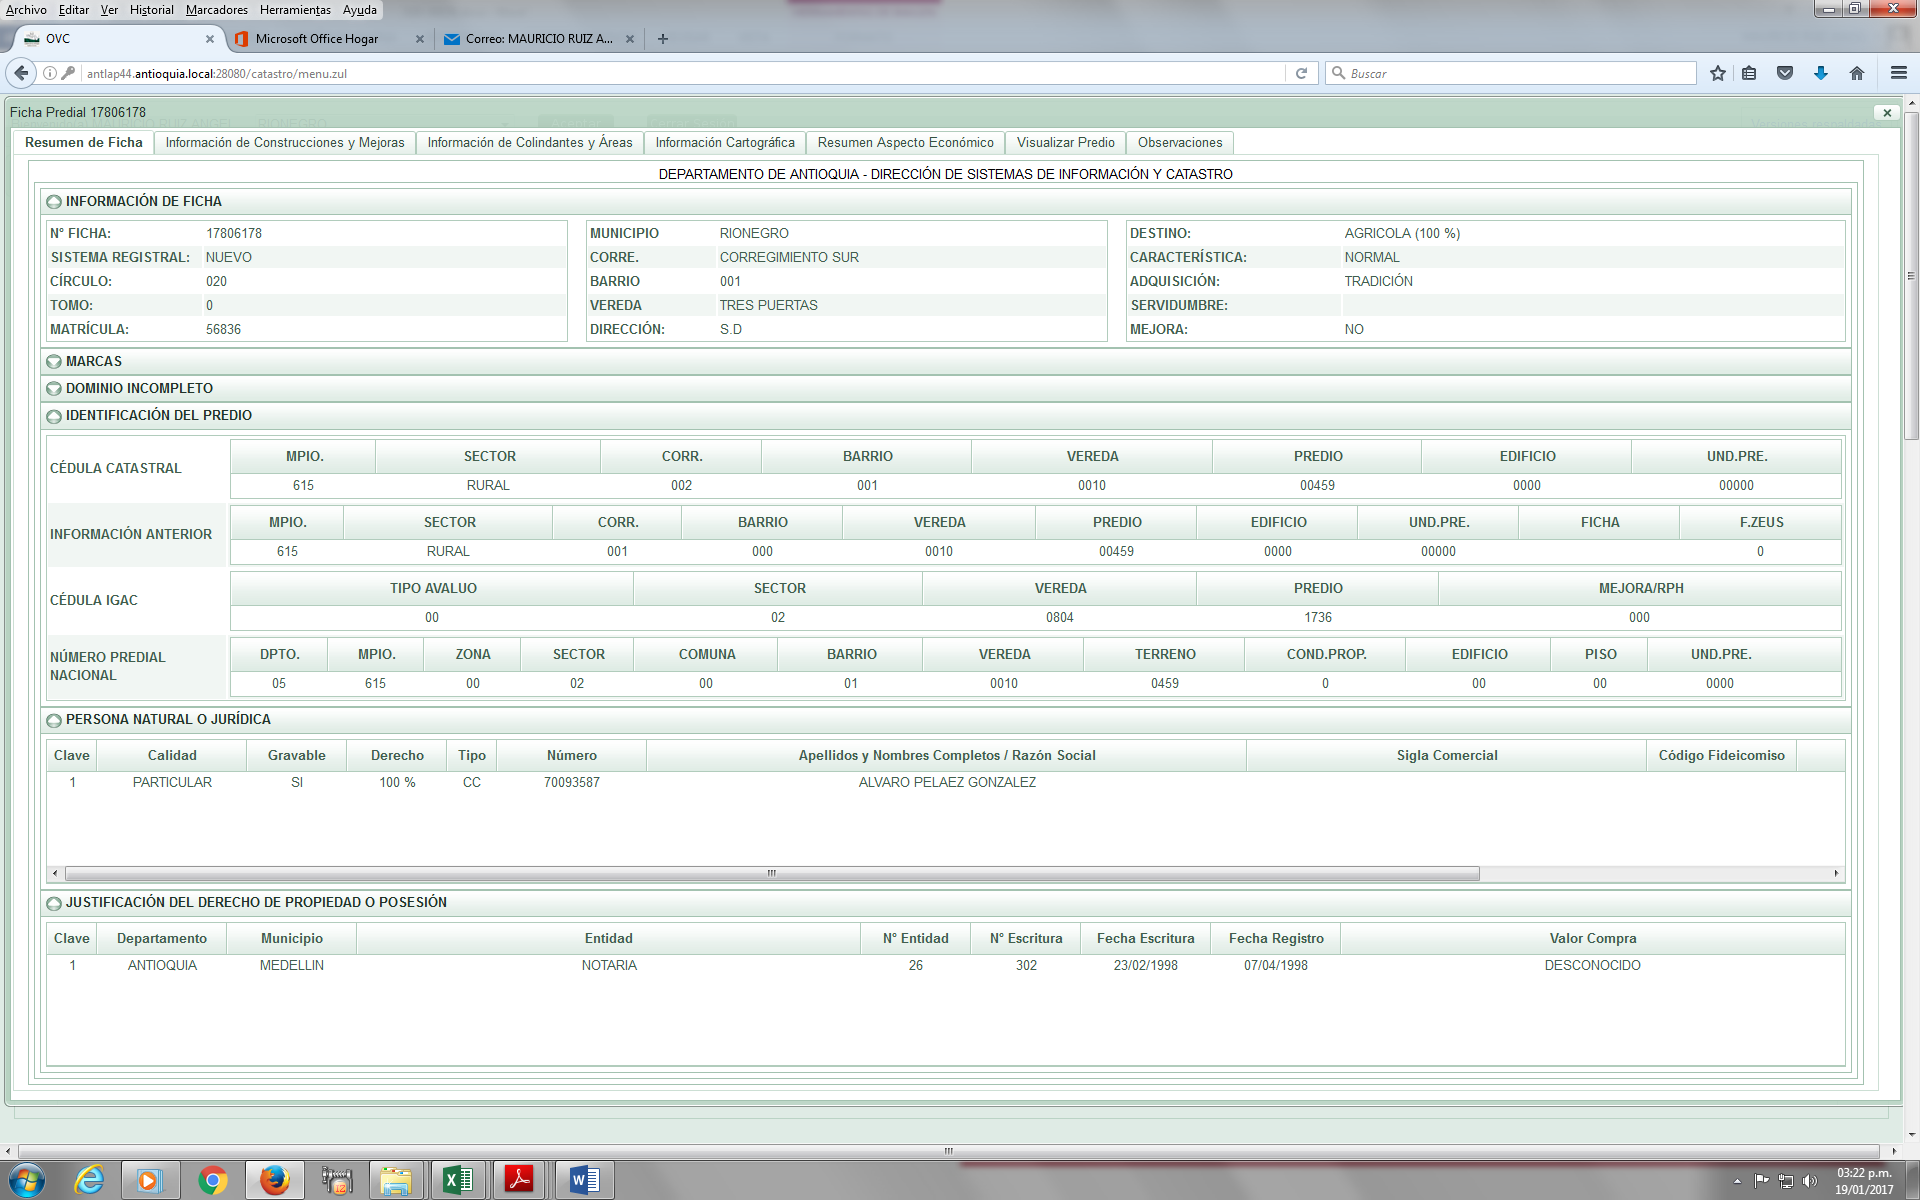 Archivo Editar Ver Historial Marcadores Herramientas Ayuda
OVC Microsoft Office Hogar Correo: MAURICIO RUIZ A...
antlap44.antioquia.local:28080/catastro/menu.zul Buscar
Ficha Predial 17806178
Resumen de Ficha Información de Construcciones y Mejoras Información de Colindantes y Áreas Información Cartográfica Resumen Aspecto Económico Visualizar Predio Observaciones
DEPARTAMENTO DE ANTIOQUIA - DIRECCIÓN DE SISTEMAS DE INFORMACIÓN Y CATASTRO
INFORMACIÓN DE FICHA
N° FICHA: 17806178 MUNICIPIO RIONEGRO DESTINO: AGRICOLA (100 %)
SISTEMA REGISTRAL: NUEVO CORRE. CORREGIMIENTO SUR CARACTERÍSTICA: NORMAL
CÍRCULO: 020 BARRIO 001 ADQUISICIÓN: TRADICIÓN
TOMO: 0 VEREDA TRES PUERTAS SERVIDUMBRE:
MATRÍCULA: 56836 DIRECCIÓN: S.D MEJORA: NO
MARCAS
DOMINIO INCOMPLETO
IDENTIFICACIÓN DEL PREDIO
CÉDULA CATASTRAL
MPIO. SECTOR CORR. BARRIO VEREDA PREDIO EDIFICIO UND.PRE.
615 RURAL 002 001 0010 00459 0000 00000
INFORMACIÓN ANTERIOR
MPIO. SECTOR CORR. BARRIO VEREDA PREDIO EDIFICIO UND.PRE. FICHA F.ZEUS
615 RURAL 001 000 0010 00459 0000 00000 0
CÉDULA IGAC
TIPO AVALUO SECTOR VEREDA PREDIO MEJORA/RPH
00 02 0804 1736 000
NÚMERO PREDIAL
NACIONAL
DPTO. MPIO. ZONA SECTOR COMUNA BARRIO VEREDA TERRENO COND.PROP. EDIFICIO PISO UND.PRE.
05 615 00 02 00 01 0010 0459 0 00 00 0000
PERSONA NATURAL O JURÍDICA
Clave Calidad Gravable Derecho Tipo Número Apellidos y Nombres Completos / Razón Social Sigla Comercial Código Fideicomiso
1 PARTICULAR SI 100 % CC 70093587 ALVARO PELAEZ GONZALEZ
JUSTIFICACIÓN DEL DERECHO DE PROPIEDAD O POSESIÓN
Clave Departamento Municipio Entidad N° Entidad N° Escritura Fecha Escritura Fecha Registro Valor Compra
1 ANTIOQUIA MEDELLIN NOTARIA 26 302 23/02/1998 07/04/1998 DESCONOCIDO
03:22 p.m.
19/01/2017